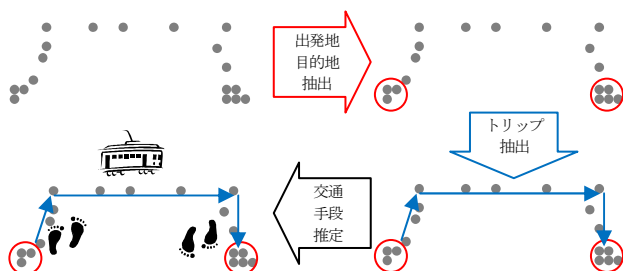 出発地
目的地
抽出
トリップ
抽出
交通
手段
推定